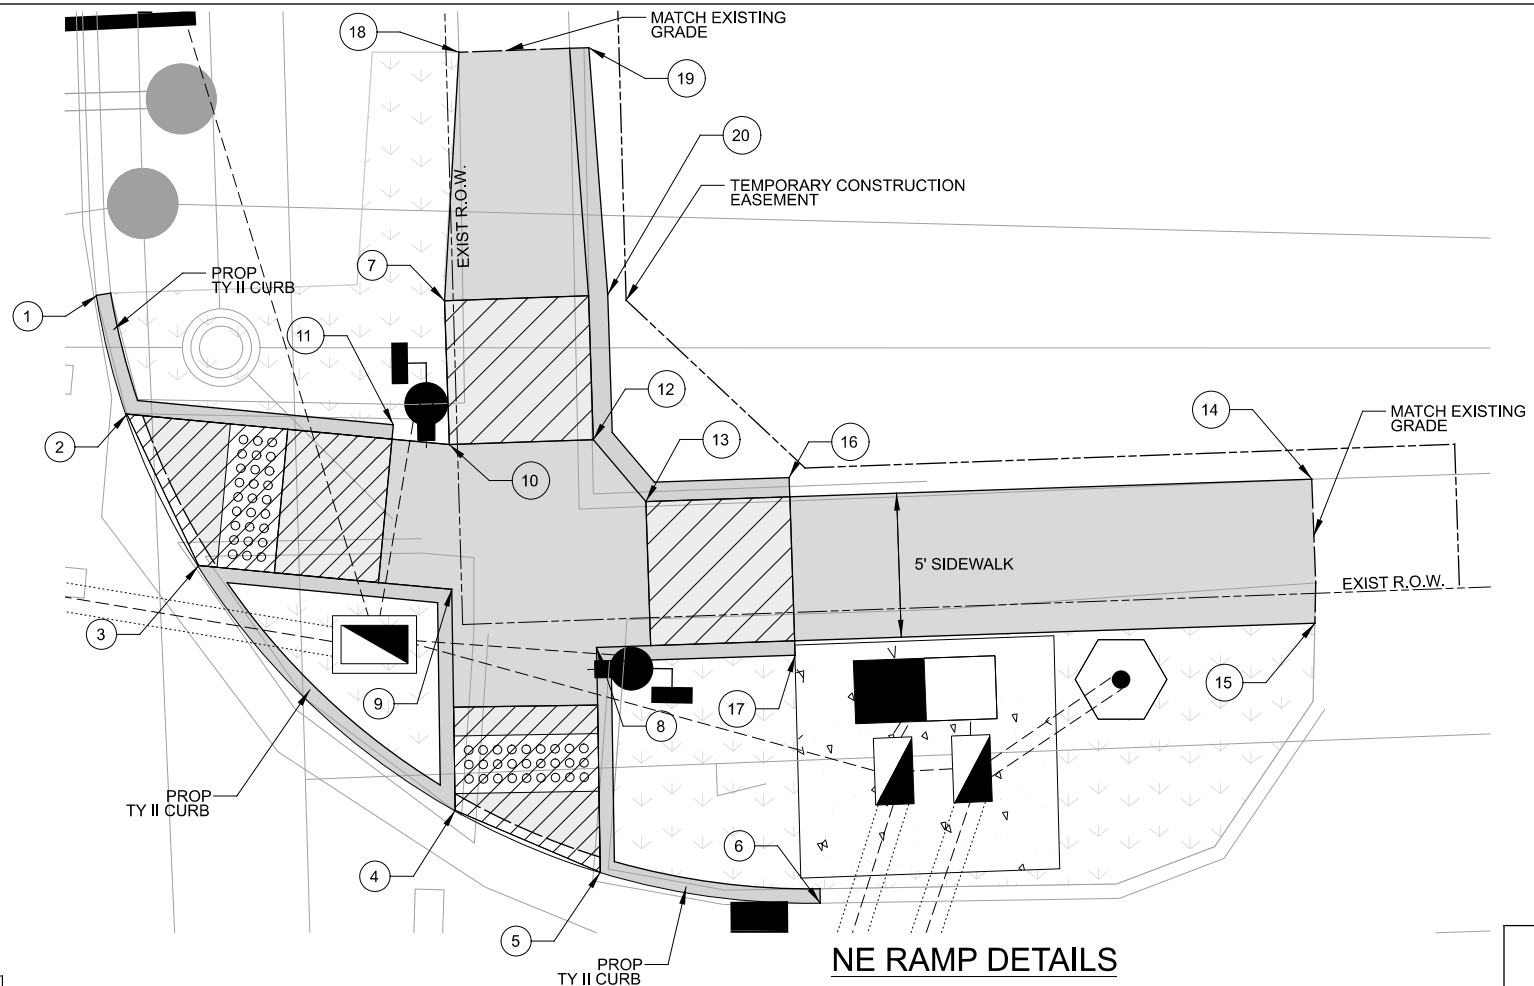 MATCH EXISTING
GRADE
18
19
20
TEMPORARY CONSTRUCTION
EASEMENT
EXIST R.O.W.
7
PROP
TY II CURB
1
11
12
14
MATCH EXISTING
GRADE
2
13
16
10
5' SIDEWALK
EXIST R.O.W.
3
15
9
17
8
PROP
TY II CURB
6
4
5
PROP
TY II CURB
NE RAMP DETAILS